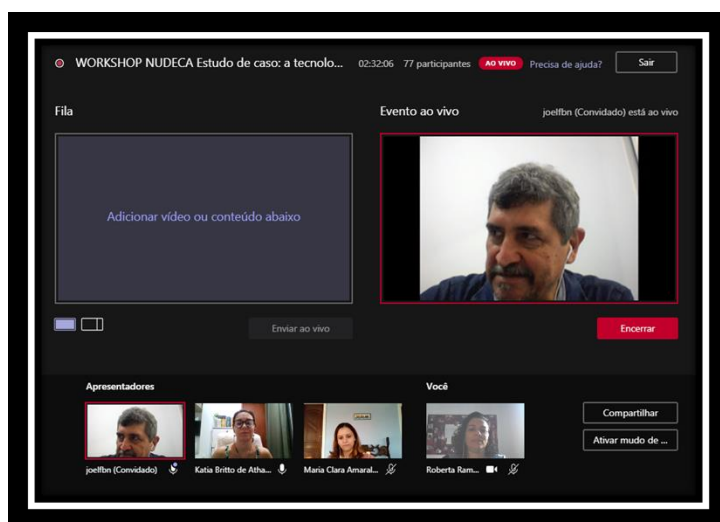 WORKSHOP NUDECA Estudo de caso: a tecnolo... 02:32:06 77 participantes AO VIVO Precisa de ajuda? Sair
Fila
Evento ao vivo joelfbn (Convidado) está ao vivo
Adicionar vídeo ou conteúdo abaixo
Enviar ao vivo
Encerrar
Apresentadores
Você
joelfbn (Convidado) Katia Britto de Atha... Maria Clara Amaral... Roberta Ram...
Compartilhar
Ativar mudo de ...